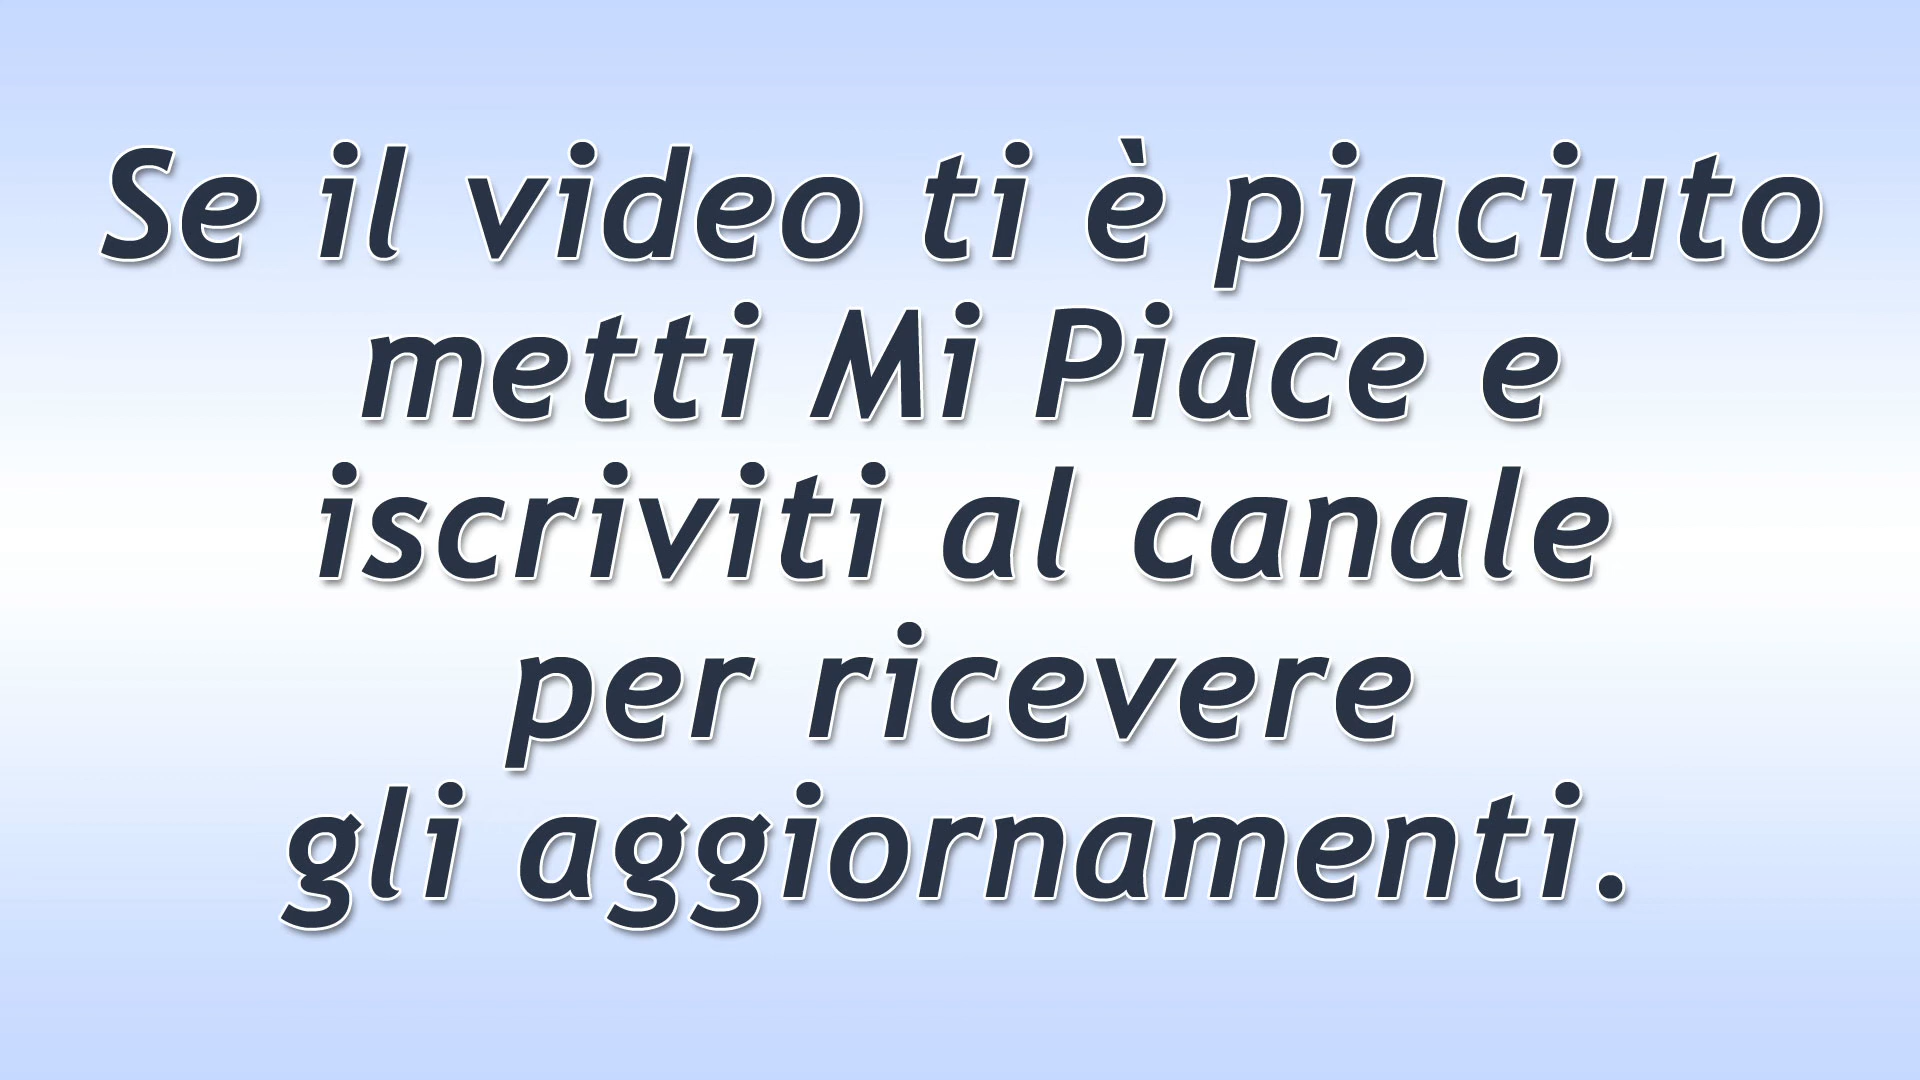 Se il video ti è piaciuto
metti Mi Piace e
iscriviti al canale
per ricevere
gli aggiornamenti.